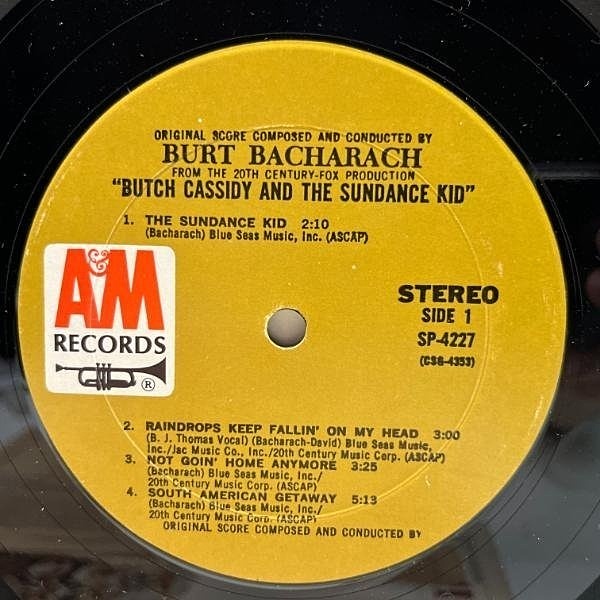 ORIGINAL SCORE COMPOSED AND CONDUCTED BY
BURT BACHARACH
FROM THE 20TH CENTURY-FOX PRODUCTION
"BUTCH CASSIDY AND THE SUNDANCE KID"
1. THE SUNDANCE KID 2:10
(Bacharach) Blue Seas Music, Inc. (ASCAP)
A&M
RECORDS
®
STEREO
SIDE 1
SP-4227
(CSG-4353)
2. RAINDROPS KEEP FALLIN' ON MY HEAD 3:00
(B. J. Thomas Vocal) (Bacharach-David) Blue Seas Music,
Inc./Jac Music Co., Inc./20th Century Music Corp. (ASCAP)
3. NOT GOIN' HOME ANYMORE 3:25
(Bacharach) Blue Seas Music, Inc./
20th Century Music Corp. (ASCAP)
4. SOUTH AMERICAN GETAWAY 5:13
(Bacharach) Blue Seas Music, Inc./
20th Century Music Corp. (ASCAP)
ORIGINAL SCORE COMPOSED AND CONDUCTED BY